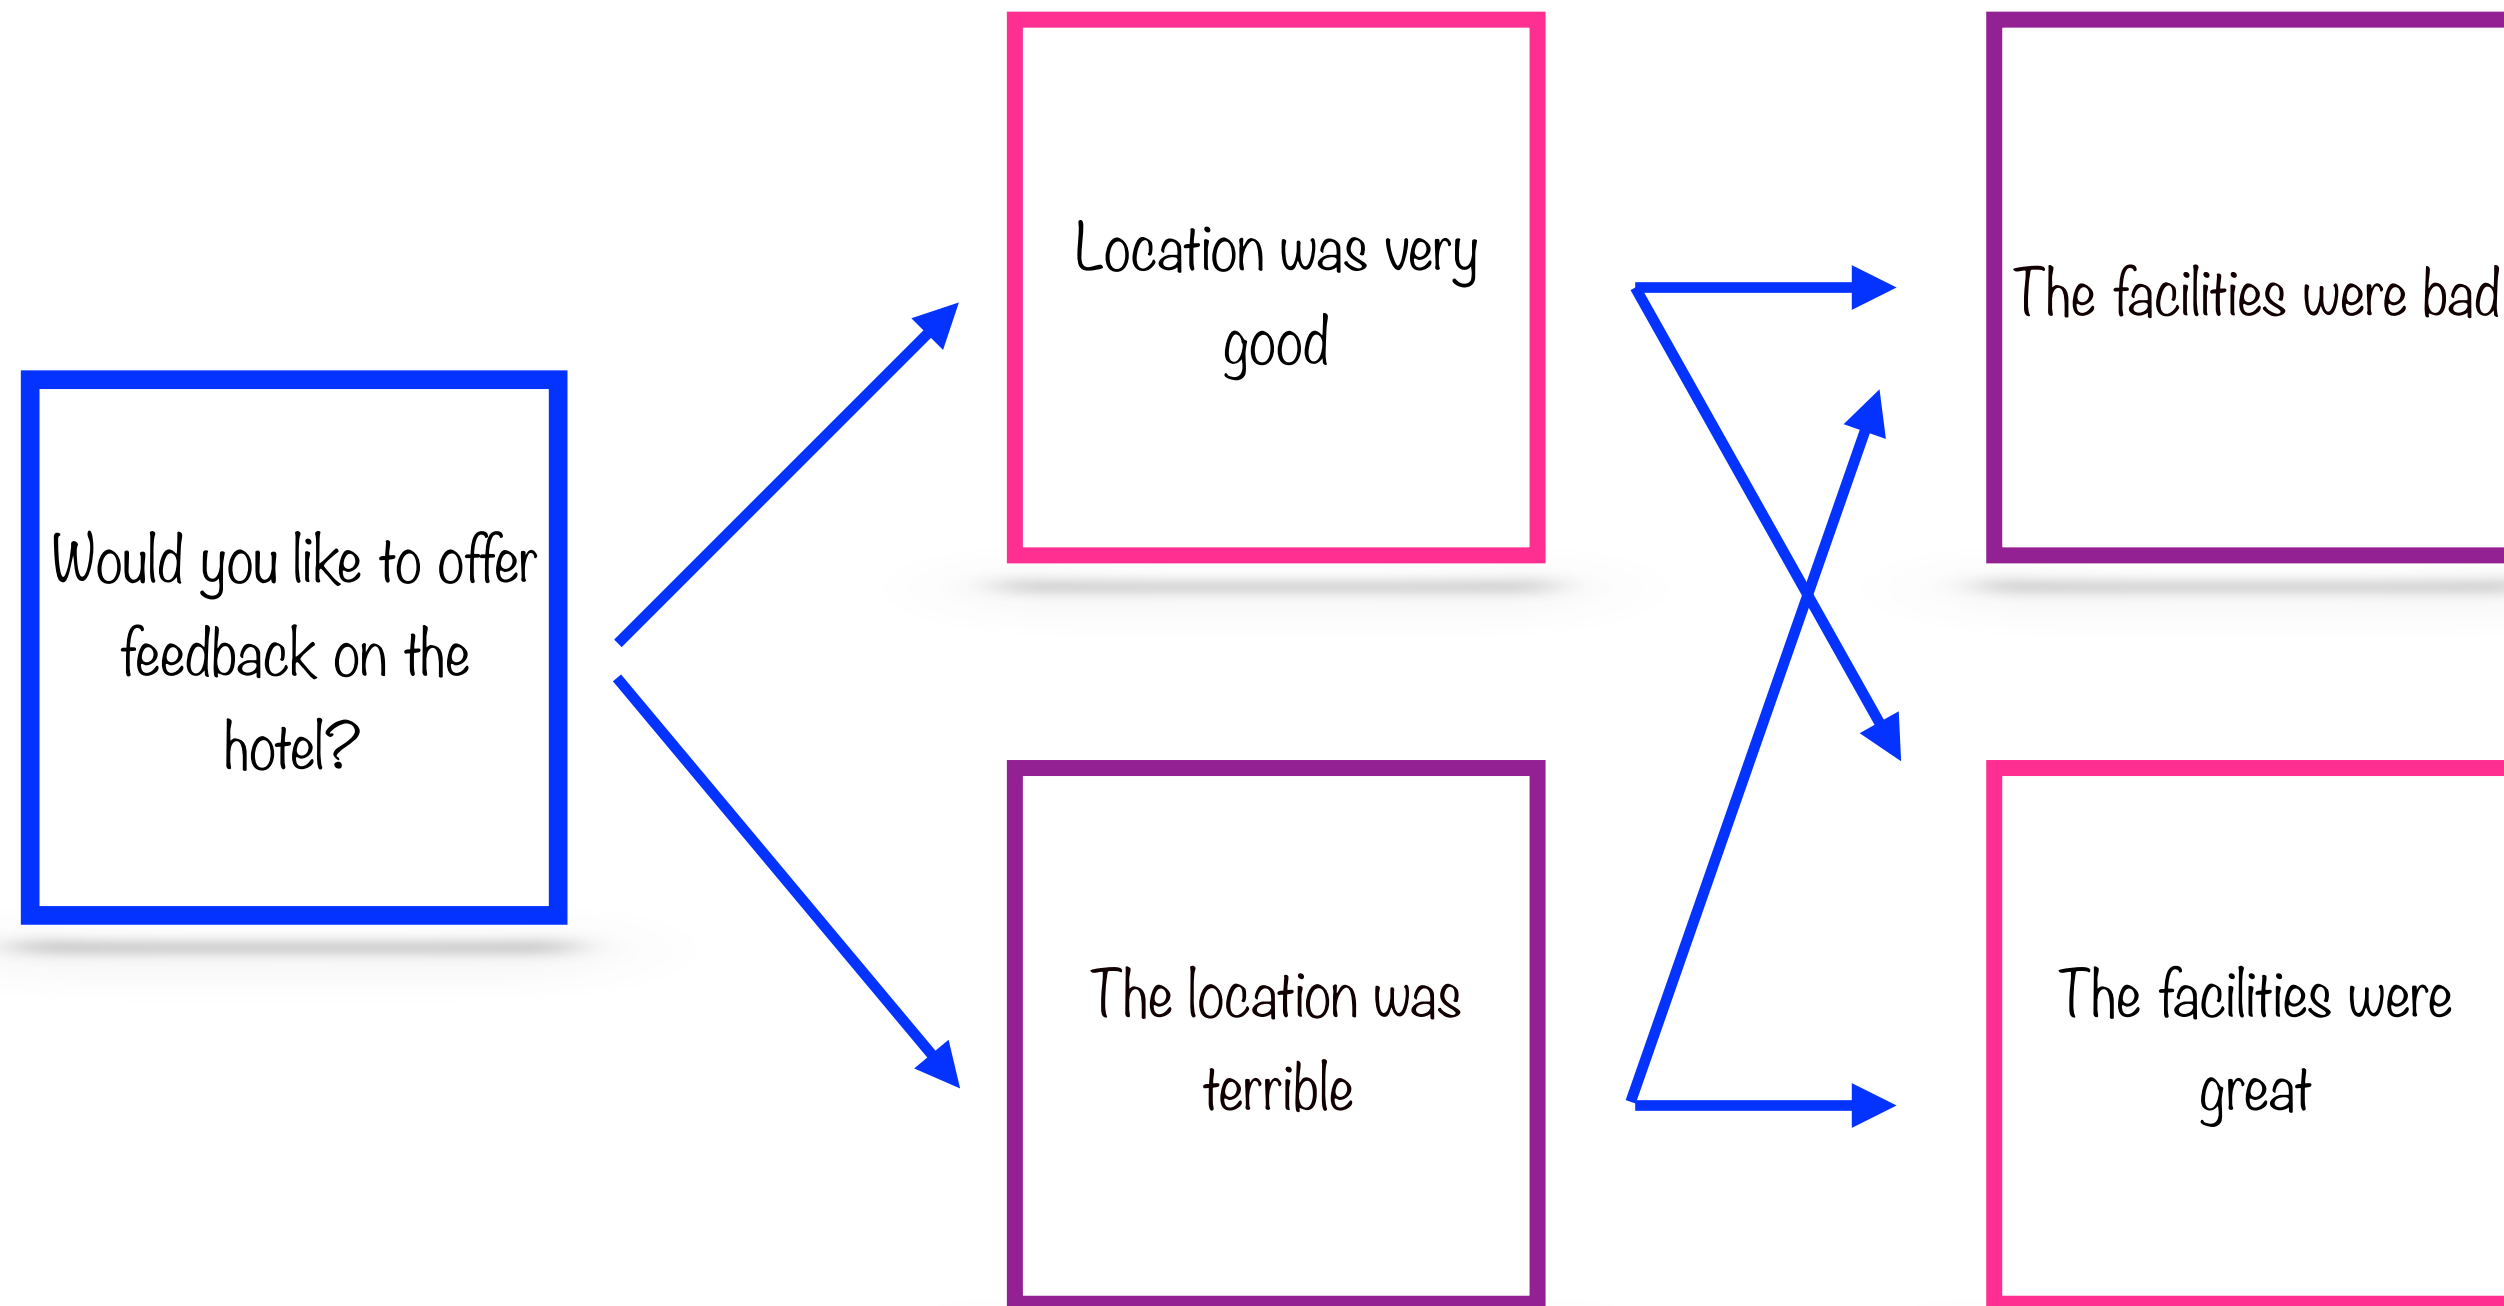 Would you like to offer
feedback on the
hotel?
Location was very
good
The location was
terrible
The facilities were bad
The facilities were
great